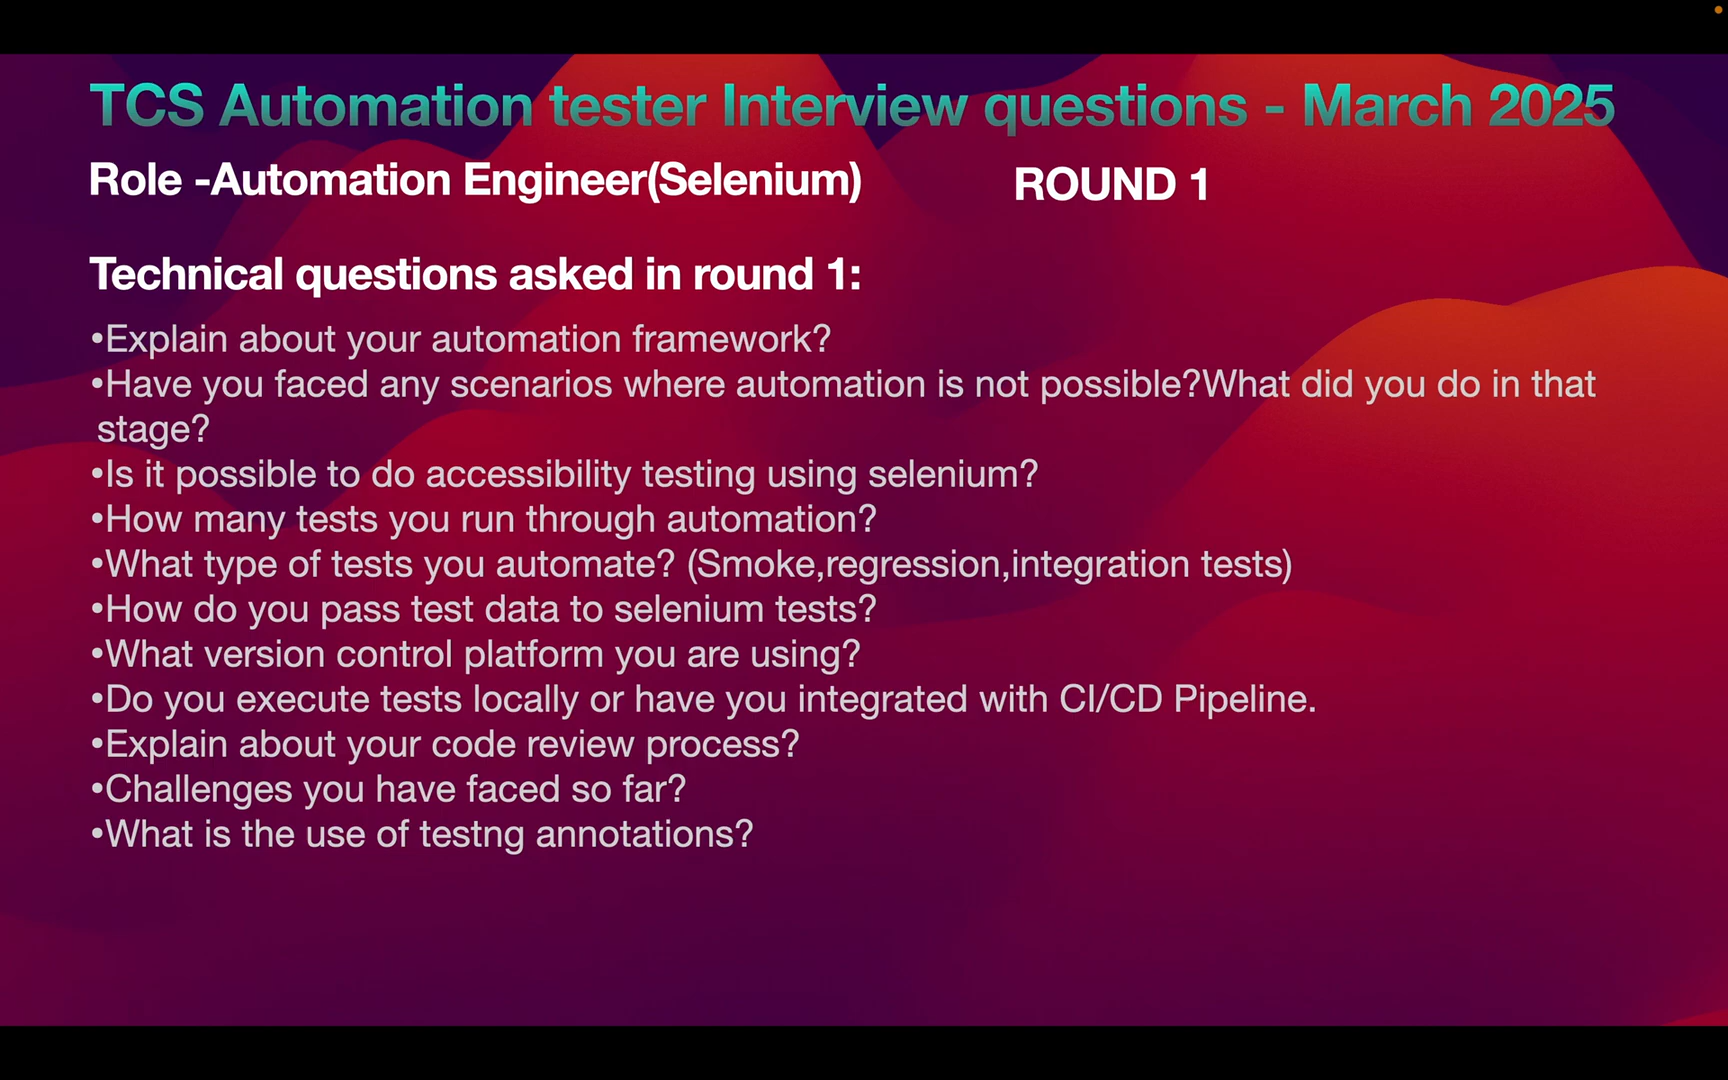 TCS Automation tester Interview questions - March 2025
Role -Automation Engineer(Selenium)
ROUND 1
Technical questions asked in round 1:
•Explain about your automation framework?
•Have you faced any scenarios where automation is not possible?What did you do in that
stage?
•Is it possible to do accessibility testing using selenium?
•How many tests you run through automation?
•What type of tests you automate? (Smoke,regression,integration tests)
•How do you pass test data to selenium tests?
•What version control platform you are using?
•Do you execute tests locally or have you integrated with CI/CD Pipeline.
•Explain about your code review process?
•Challenges you have faced so far?
•What is the use of testng annotations?